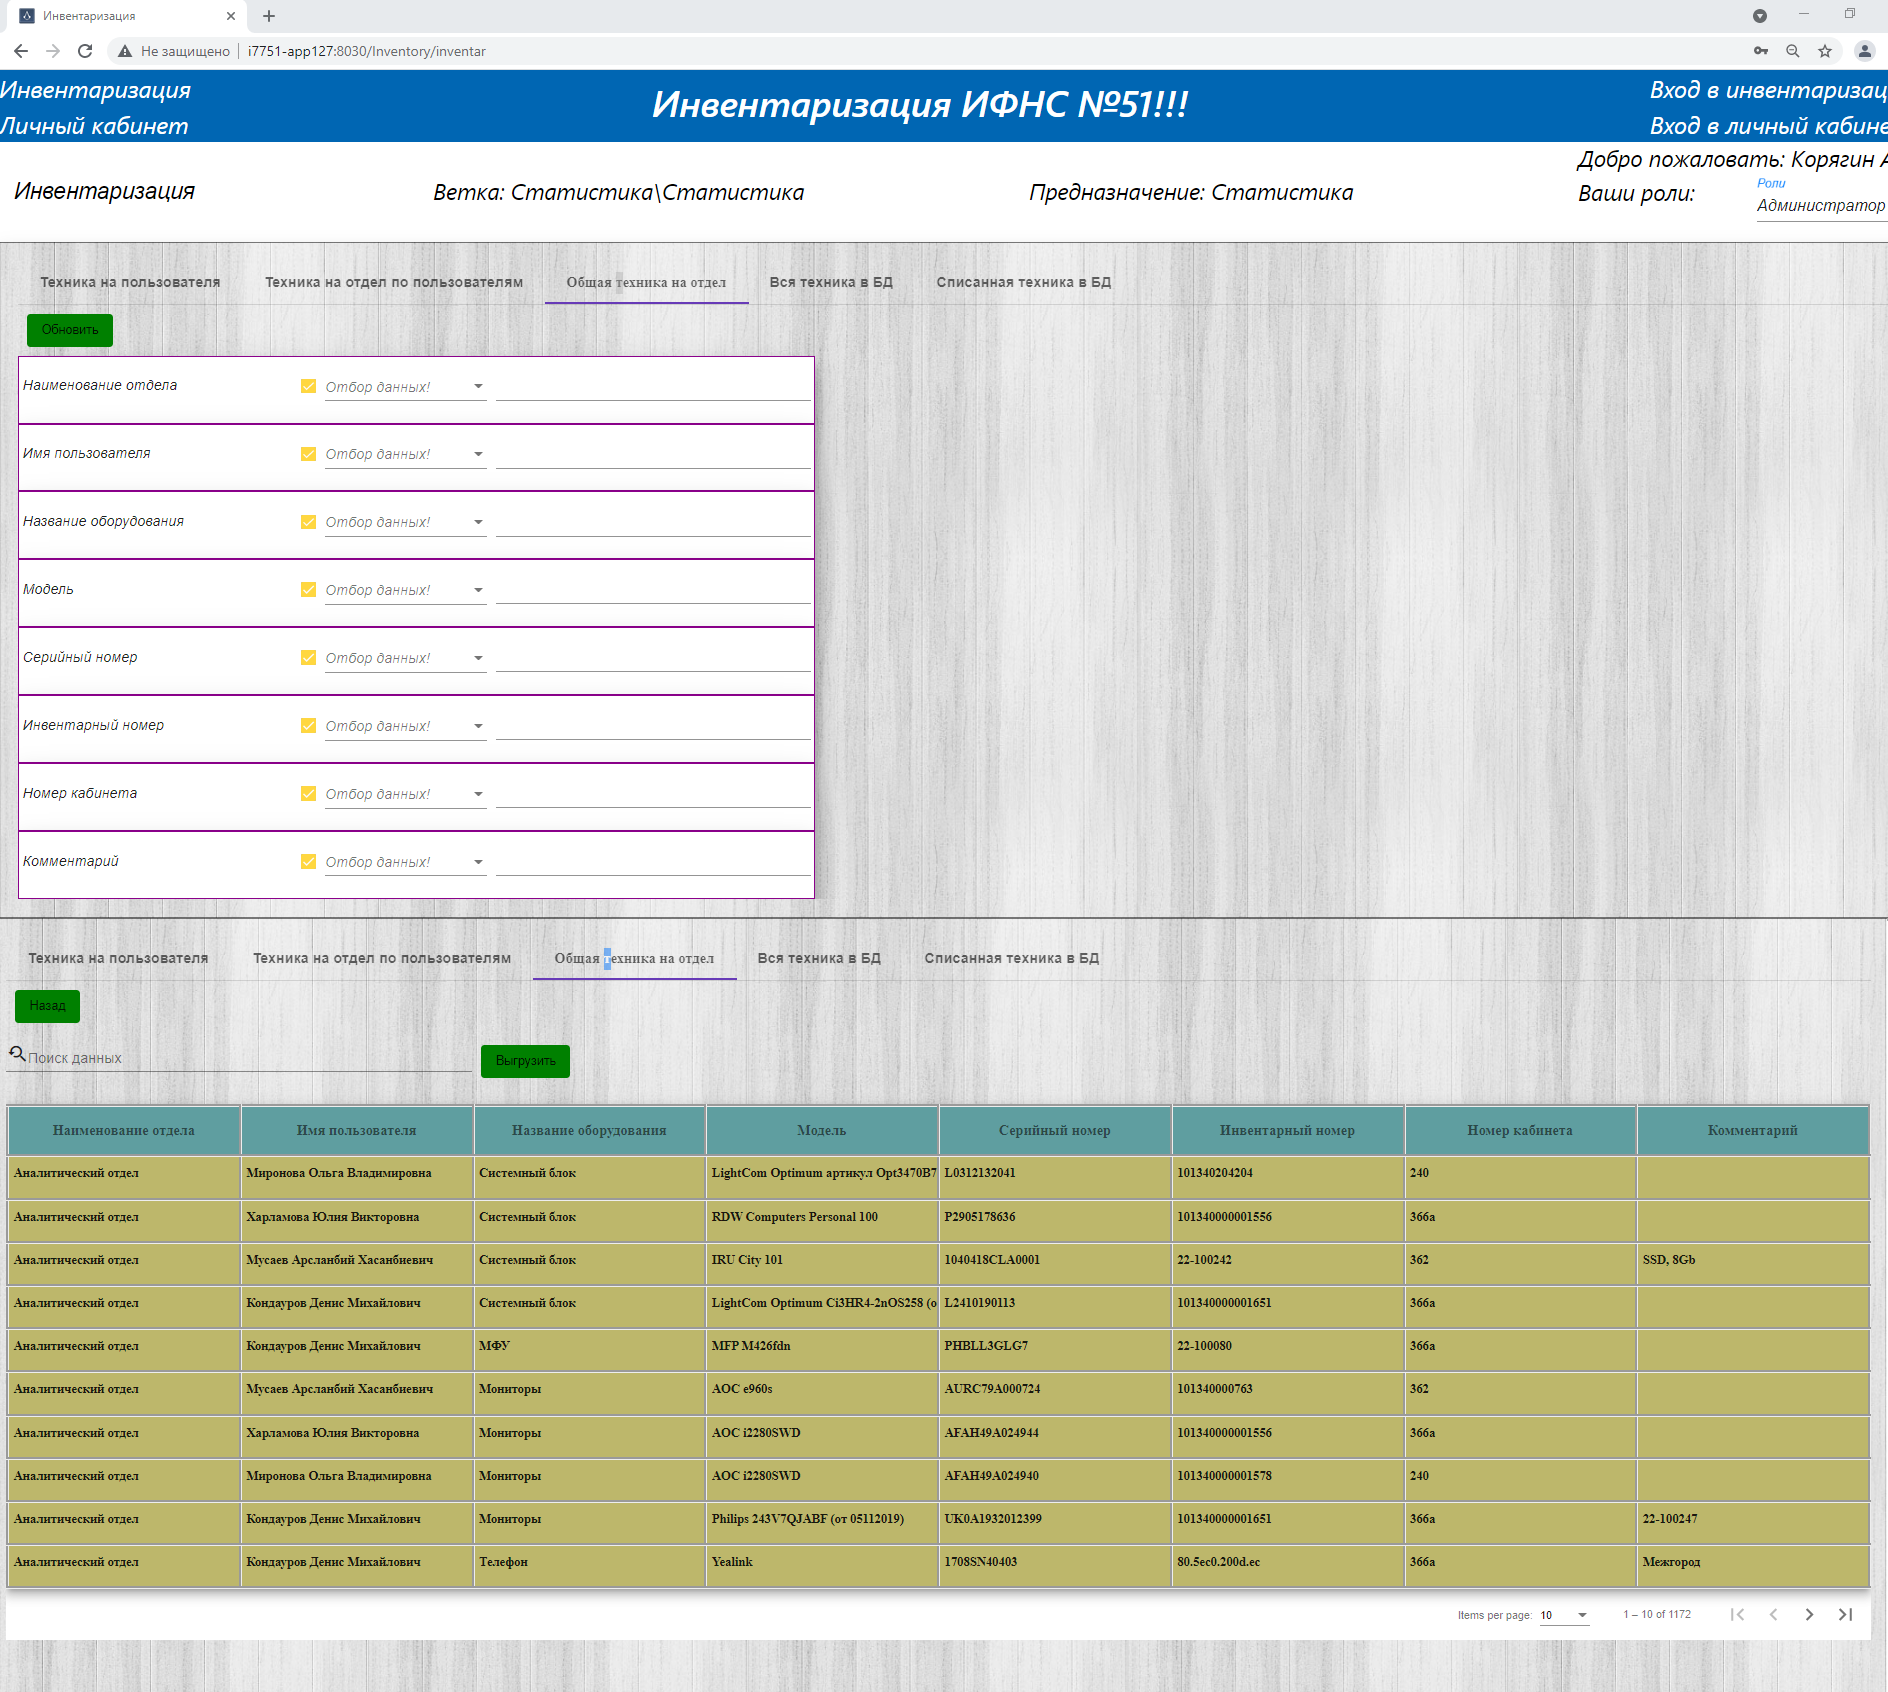 Инвентаризация
Не защищено i7751-app127:8030/Inventory/inventar
Инвентаризация
Личный кабинет
Инвентаризация ИФНС №51!!!
Вход в инвентаризац
Вход в личный кабине
Инвентаризация
Ветка: Статистика\Статистика
Предназначение: Статистика
Добро пожаловать: Корягин А
Ваши роли:
Роли
Администратор
Техника на пользователя Техника на отдел по пользователям Общая техника на отдел Вся техника в БД Списанная техника в БД
Обновить
Наименование отдела Отбор данных!
Имя пользователя Отбор данных!
Название оборудования Отбор данных!
Модель Отбор данных!
Серийный номер Отбор данных!
Инвентарный номер Отбор данных!
Номер кабинета Отбор данных!
Комментарий Отбор данных!
Техника на пользователя Техника на отдел по пользователям Общая техника на отдел Вся техника в БД Списанная техника в БД
Назад
Поиск данных Выгрузить
Наименование отдела Имя пользователя Название оборудования Модель Серийный номер Инвентарный номер Номер кабинета Комментарий
Аналитический отдел Миронова Ольга Владимировна Системный блок LightCom Optimum артикул Opt3470B7 L0312132041 101340204204 240
Аналитический отдел Харламова Юлия Викторовна Системный блок RDW Computers Personal 100 P2905178636 101340000001556 366а
Аналитический отдел Мусаев Арсланбий Хасанбиевич Системный блок IRU City 101 1040418CLA0001 22-100242 362 SSD, 8Gb
Аналитический отдел Кондауров Денис Михайлович Системный блок LightCom Optimum Ci3HR4-2nOS258 (о L2410190113 101340000001651 366а
Аналитический отдел Кондауров Денис Михайлович МФУ MFP M426fdn PHBLL3GLG7 22-100080 366а
Аналитический отдел Мусаев Арсланбий Хасанбиевич Мониторы AOC e960s AURC79A000724 101340000763 362
Аналитический отдел Харламова Юлия Викторовна Мониторы AOC i2280SWD AFAH49A024944 101340000001556 366а
Аналитический отдел Миронова Ольга Владимировна Мониторы AOC i2280SWD AFAH49A024940 101340000001578 240
Аналитический отдел Кондауров Денис Михайлович Мониторы Philips 243V7QJABF (от 05112019) UK0A1932012399 101340000001651 366а 22-100247
Аналитический отдел Кондауров Денис Михайлович Телефон Yealink 1708SN40403 80.5ec0.200d.ec 366а Межгород
Items per page: 10 1 – 10 of 1172